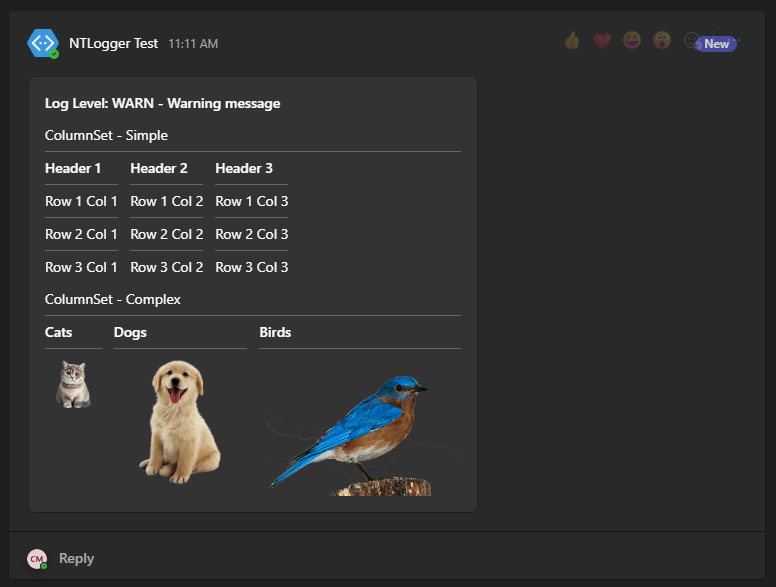 NTLogger Test 11:11 AM
New
Log Level: WARN - Warning message
ColumnSet - Simple
Header 1 Header 2 Header 3
Row 1 Col 1 Row 1 Col 2 Row 1 Col 3
Row 2 Col 1 Row 2 Col 2 Row 2 Col 3
Row 3 Col 1 Row 3 Col 2 Row 3 Col 3
ColumnSet - Complex
Cats Dogs Birds
CM Reply